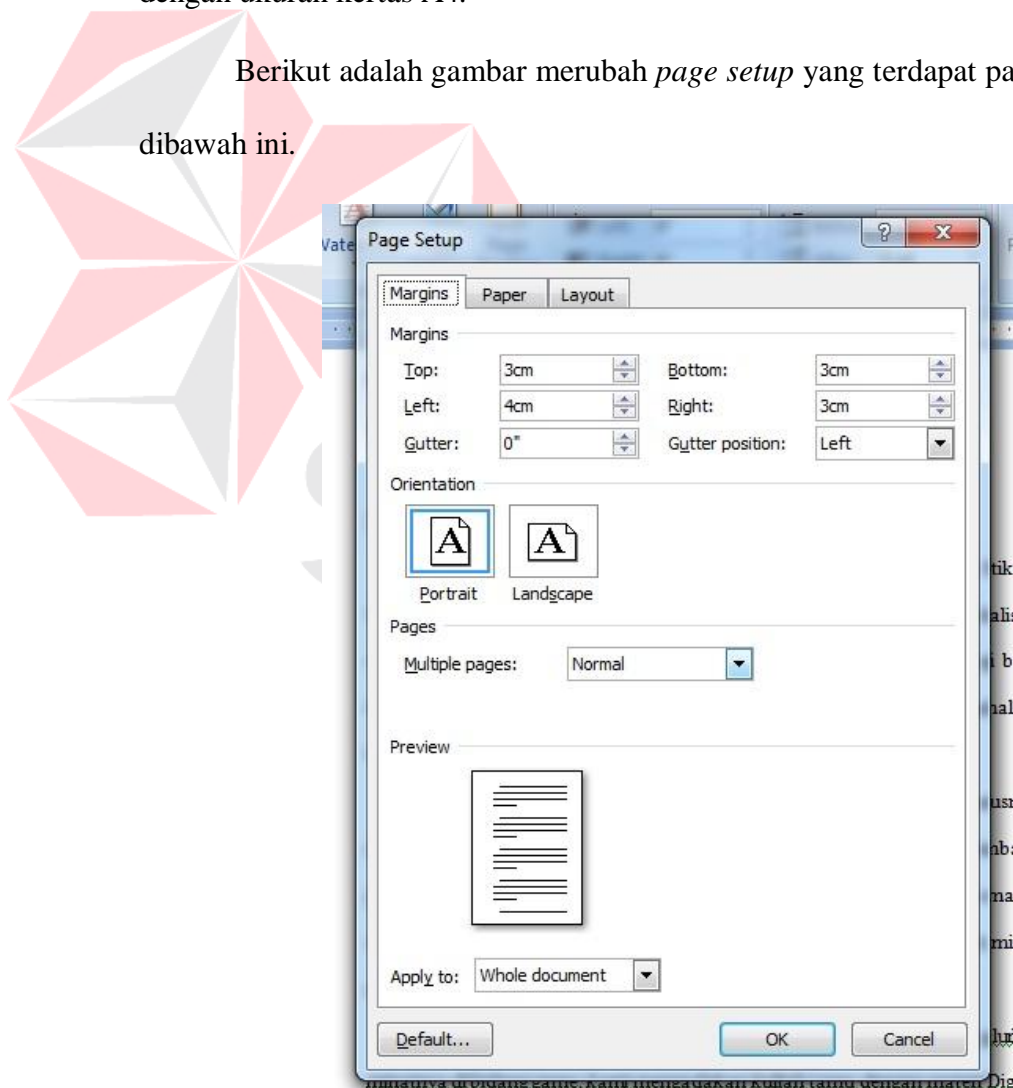 Berikut adalah gambar merubah page setup yang terdapat pa
dibawah ini.
Page Setup
Margins Paper Layout
Margins
Top: 3cm Bottom: 3cm
Left: 4cm Right: 3cm
Gutter: 0" Gutter position: Left
Orientation
A A
Portrait Landscape
Pages
Multiple pages: Normal
Preview
Apply to: Whole document
Default... OK Cancel